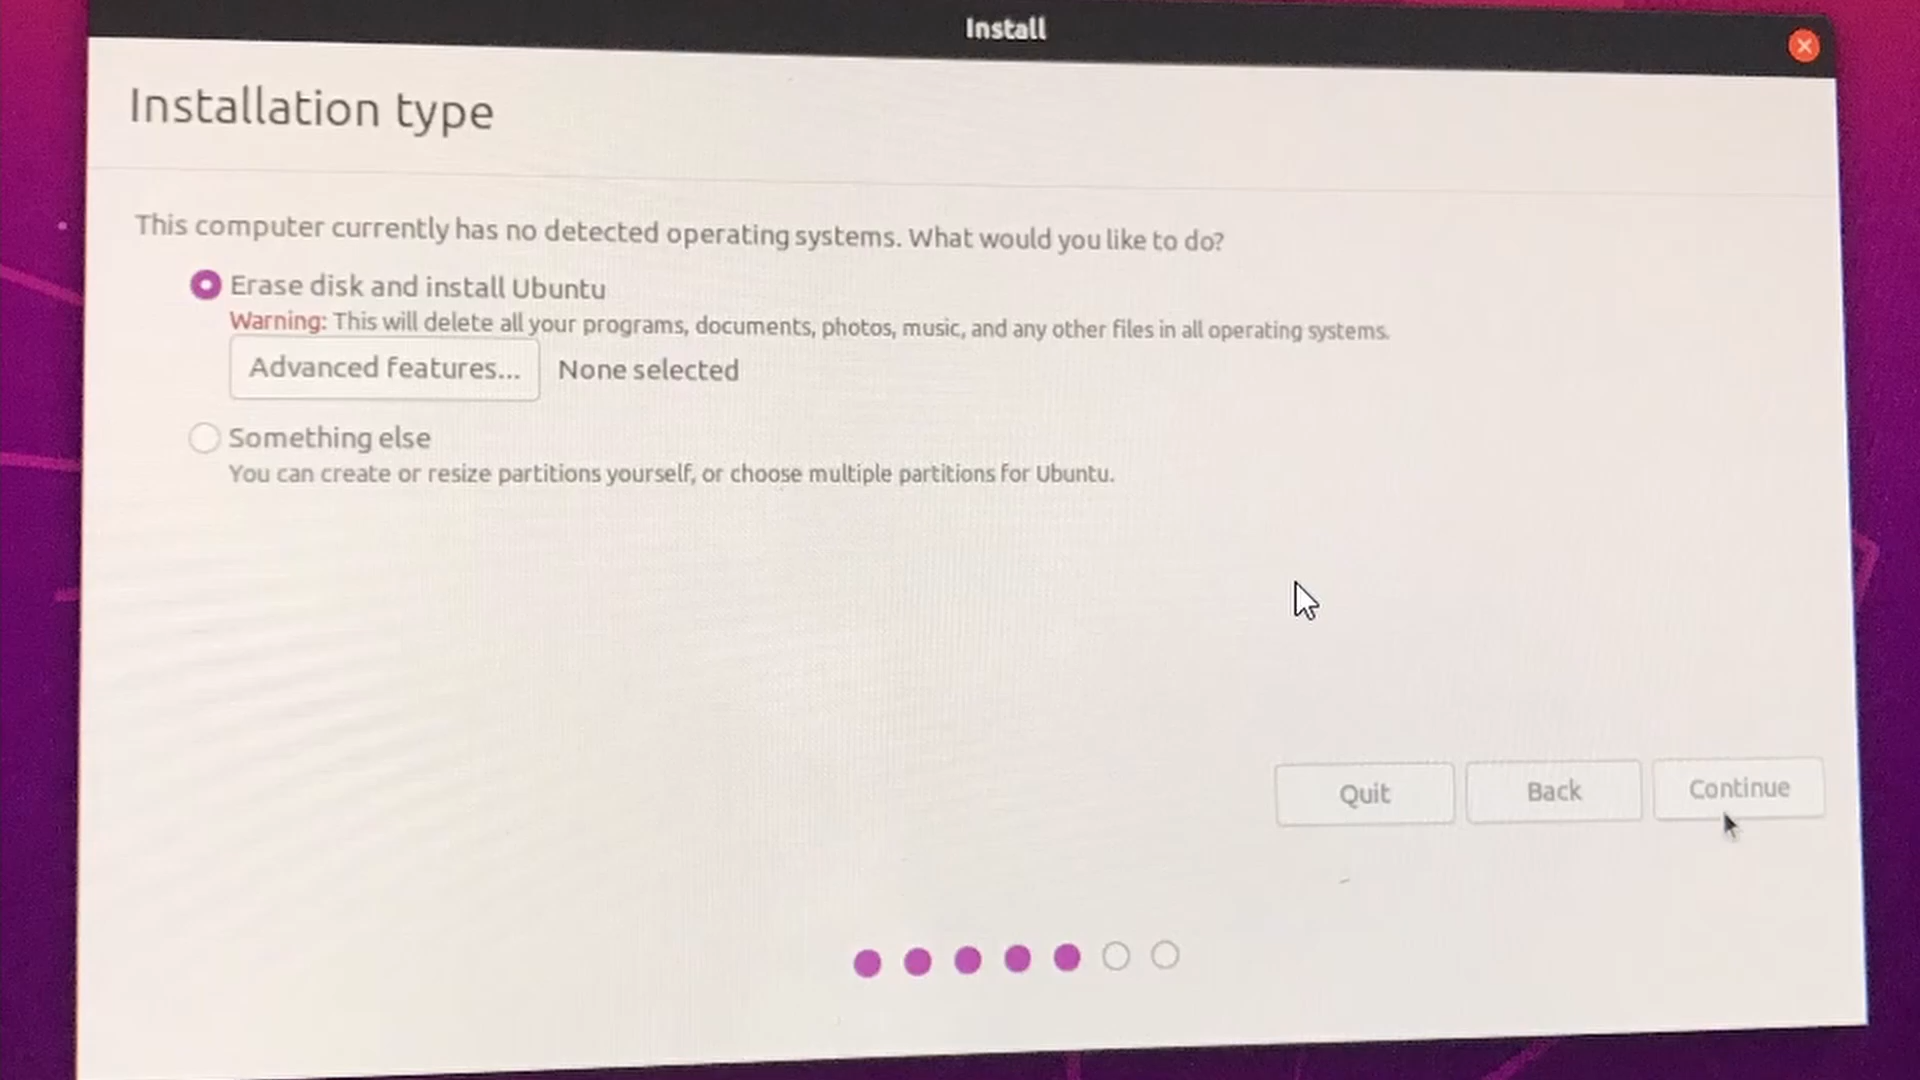 Install
Installation type
This computer currently has no detected operating systems. What would you like to do?
Erase disk and install Ubuntu
Warning: This will delete all your programs, documents, photos, music, and any other files in all operating systems.
Advanced features... None selected
Something else
You can create or resize partitions yourself, or choose multiple partitions for Ubuntu.
Quit Back Continue